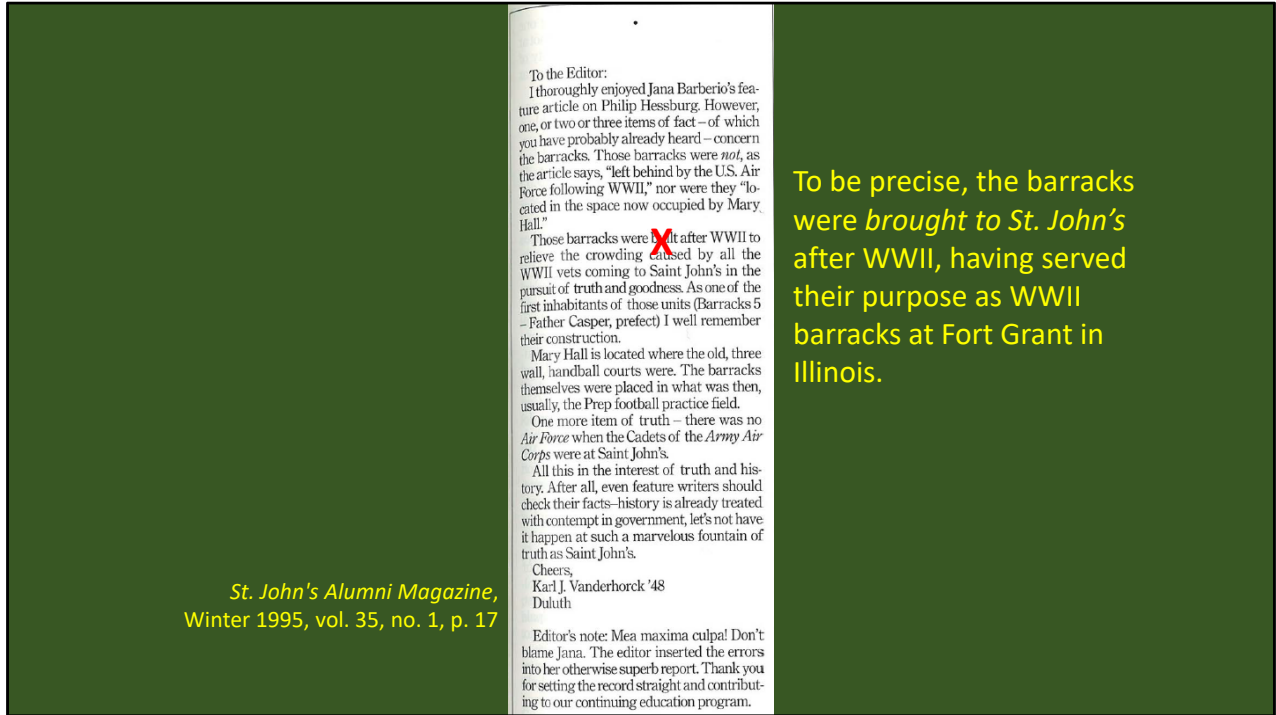 To the Editor:
I thoroughly enjoyed Jana Barberio's fea-
ture article on Philip Hessburg. However,
one, or two or three items of fact – of which
you have probably already heard – concern
the barracks. Those barracks were not, as
the article says, "left behind by the U.S. Air
Force following WWII," nor were they "lo-
cated in the space now occupied by Mary
Hall."
Those barracks were X after WWII to
relieve the crowding caused by all the
WWII vets coming to Saint John's in the
pursuit of truth and goodness. As one of the
first inhabitants of those units (Barracks 5
– Father Casper, prefect) I well remember
their construction.
Mary Hall is located where the old, three
wall, handball courts were. The barracks
themselves were placed in what was then,
usually, the Prep football practice field.
One more item of truth – there was no
Air Force when the Cadets of the Army Air
Corps were at Saint John's.
All this in the interest of truth and his-
tory. After all, even feature writers should
check their facts–history is already treated
with contempt in government, let's not have
it happen at such a marvelous fountain of
truth as Saint John's.
Cheers,
Karl J. Vanderhorck '48
Duluth
Editor's note: Mea maxima culpa! Don't
blame Jana. The editor inserted the errors
into her otherwise superb report. Thank you
for setting the record straight and contribut-
ing to our continuing education program.
To be precise, the barracks
were brought to St. John's
after WWII, having served
their purpose as WWII
barracks at Fort Grant in
Illinois.
St. John's Alumni Magazine,
Winter 1995, vol. 35, no. 1, p. 17